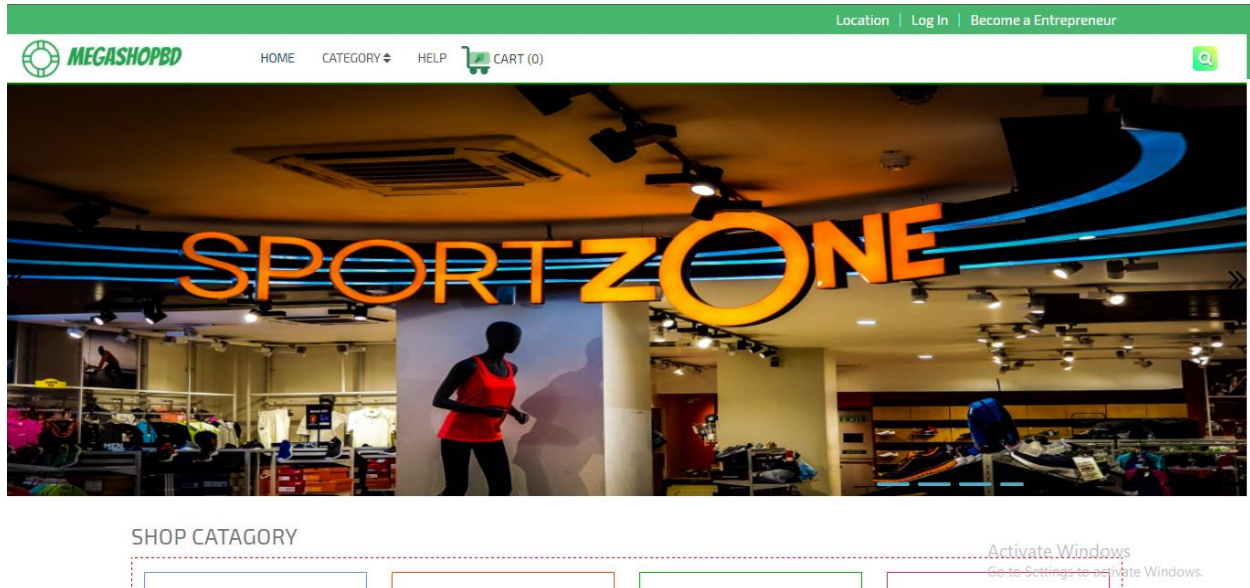 Location | Log In | Become a Entrepreneur
MEGASHOPBD HOME CATEGORY HELP CART (0)
SPORTZONE
MEN
SHOP CATAGORY
Activate Windows
Go to Settings to activate Windows.